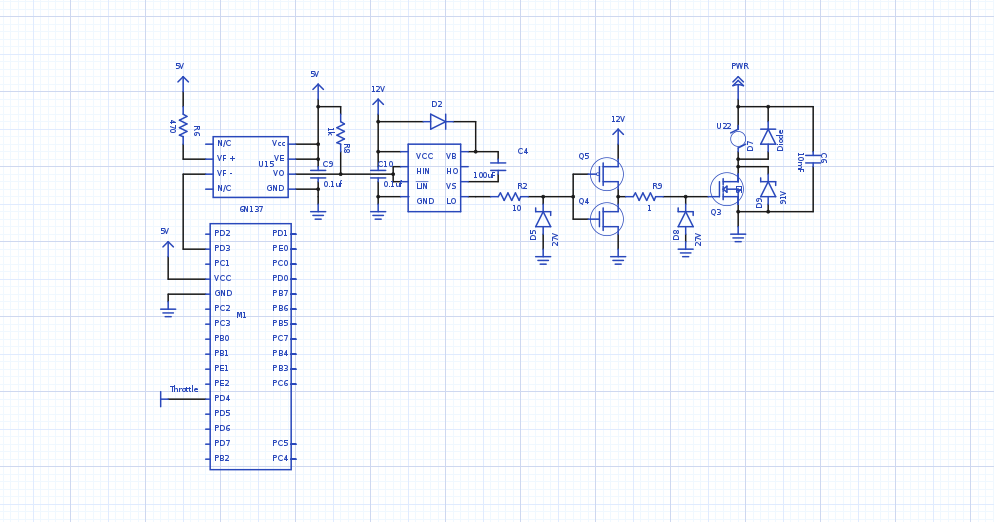 5V
470
R6
N/C
VF +
VF -
N/C
Vcc
VE
VO
GND
U15
6N137
5V
1k
R8
C9
0.1uf
12V
C10
0.1uf
D2
VCC
HIN
LIN
GND
VB
HO
VS
LO
C4
100uF
R2
10
D5
27V
12V
Q5
Q4
R9
1
D8
27V
PWR
U22
D7
Diode
C6
10mF
Q3
D9
91V
5V
PD2
PD3
PC1
VCC
GND
PC2
PC3
PB0
PB1
PE1
PE2
PD4
PD5
PD6
PD7
PB2
M1
PD1
PE0
PC0
PD0
PB7
PB6
PB5
PC7
PB4
PB3
PC6
PC5
PC4
Throttle